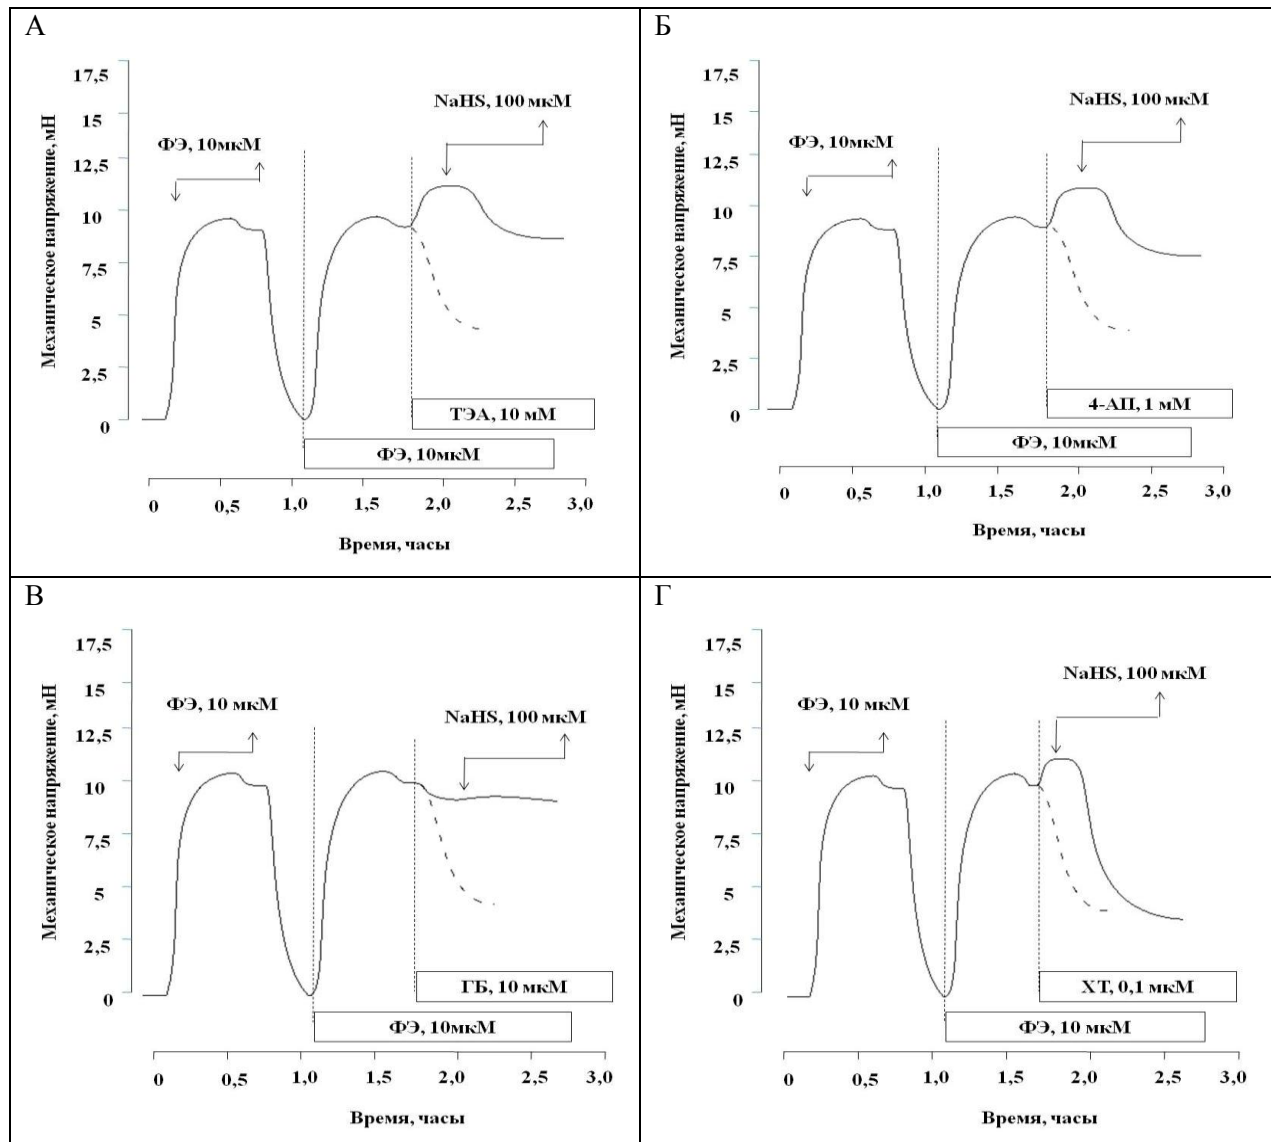 А
Механическое напряжение, мН
17,5
15
12,5
10
7,5
5
2,5
0
ФЭ, 10мкМ
NaHS, 100 мкМ
ТЭА, 10 мМ
ФЭ, 10мкМ
0 0,5 1,0 1,5 2,0 2,5 3,0
Время, часы
Б
Механическое напряжение, мН
17,5
15
12,5
10
7,5
5
2,5
0
ФЭ, 10мкМ
NaHS, 100 мкМ
4-АП, 1 мМ
ФЭ, 10мкМ
0 0,5 1,0 1,5 2,0 2,5 3,0
Время, часы
В
Механическое напряжение, мН
17,5
15
12,5
10
7,5
5
2,5
0
ФЭ, 10 мкМ
NaHS, 100 мкМ
ГБ, 10 мкМ
ФЭ, 10мкМ
0 0,5 1,0 1,5 2,0 2,5 3,0
Время, часы
Г
Механическое напряжение, мН
17,5
15
12,5
10
7,5
5
2,5
0
ФЭ, 10 мкМ
NaHS, 100 мкМ
ХТ, 0,1 мкМ
ФЭ, 10 мкМ
0 0,5 1,0 1,5 2,0 2,5 3,0
Время, часы